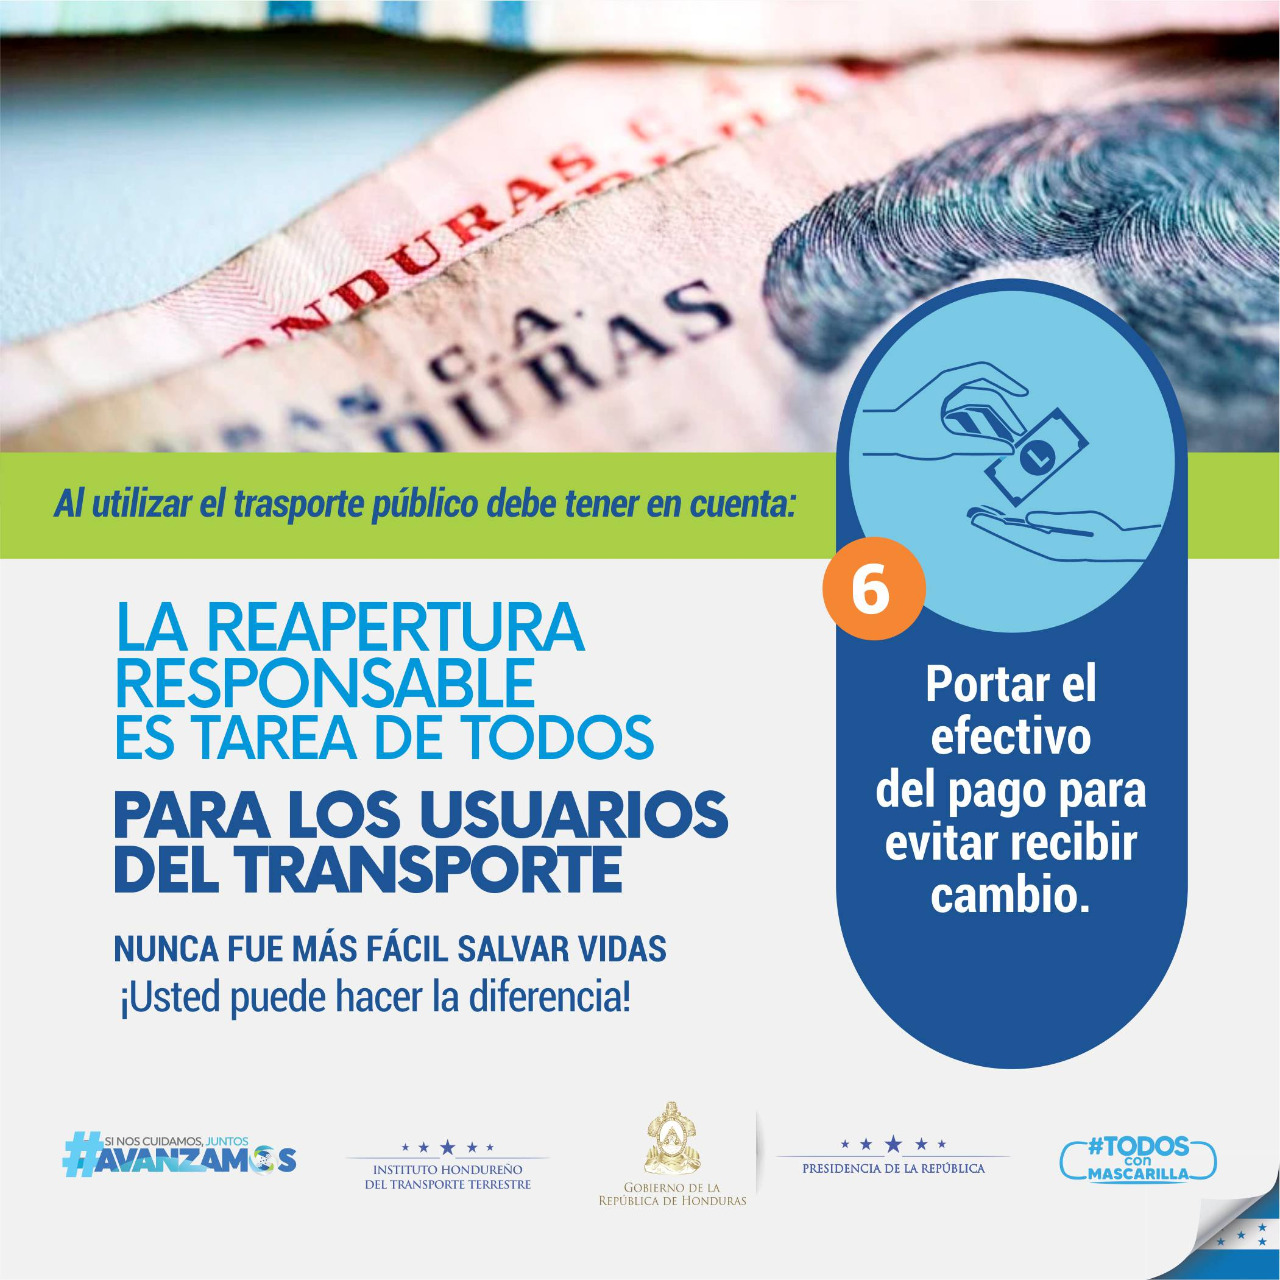 ONDURAS C. A.
C. A.
DURAS
Al utilizar el trasporte público debe tener en cuenta:
L
6
Portar el
efectivo
del pago para
evitar recibir
cambio.
LA REAPERTURA
RESPONSABLE
ES TAREA DE TODOS
PARA LOS USUARIOS
DEL TRANSPORTE
NUNCA FUE MÁS FÁCIL SALVAR VIDAS
¡Usted puede hacer la diferencia!
SI NOS CUIDAMOS, JUNTOS
#AVANZAMOS
INSTITUTO HONDUREÑO
DEL TRANSPORTE TERRESTRE
GOBIERNO DE LA
REPÚBLICA DE HONDURAS
PRESIDENCIA DE LA REPÚBLICA
#TODOS
con
MASCARILLA